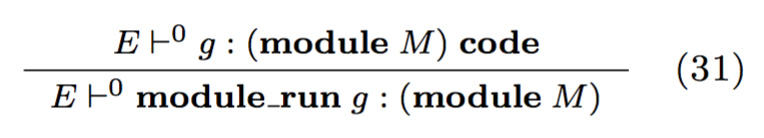 E ⊢⁰ g : (module M) code
E ⊢⁰ module_run g : (module M)
(31)